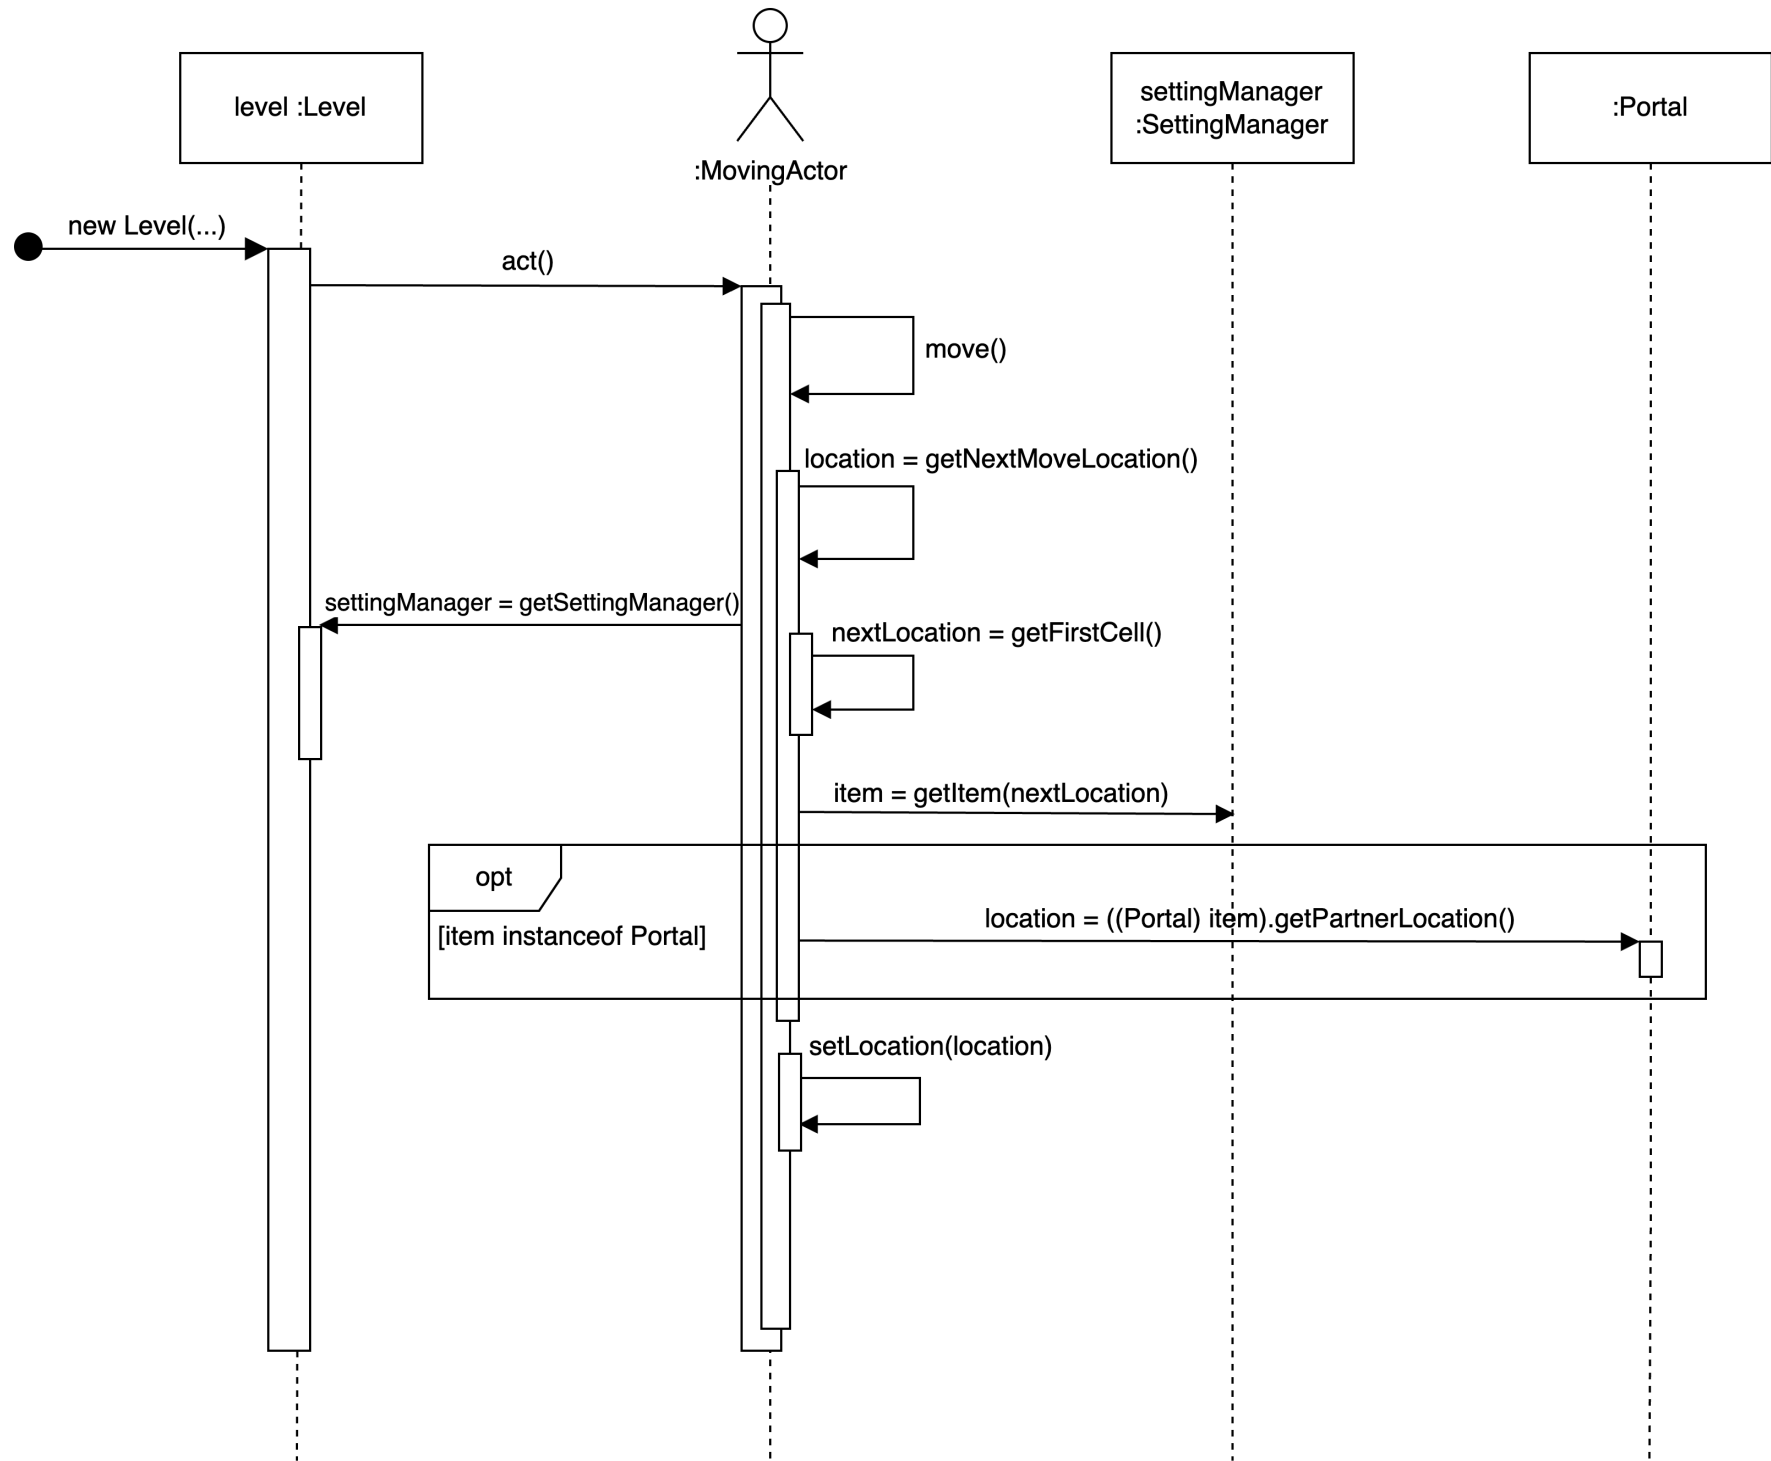 level :Level
:MovingActor
settingManager
:SettingManager
:Portal
new Level(...)
act()
move()
location = getNextMoveLocation()
settingManager = getSettingManager()
nextLocation = getFirstCell()
item = getItem(nextLocation)
opt
[item instanceof Portal]
location = ((Portal) item).getPartnerLocation()
setLocation(location)